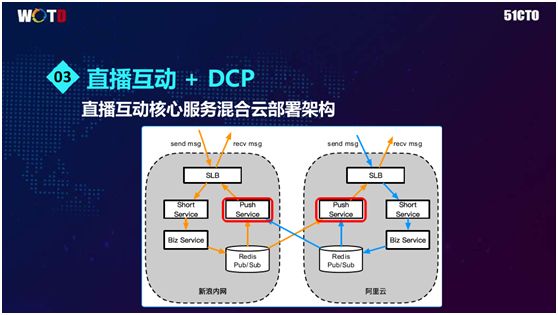 WOTD
51CTO
03
直播互动 + DCP
直播互动核心服务混合云部署架构
send msg
recv msg
send msg
recv msg
SLB
SLB
Short
Service
Push
Service
Push
Service
Short
Service
Biz Service
Biz Service
Redis
Pub/Sub
Redis
Pub/Sub
新浪内网
阿里云